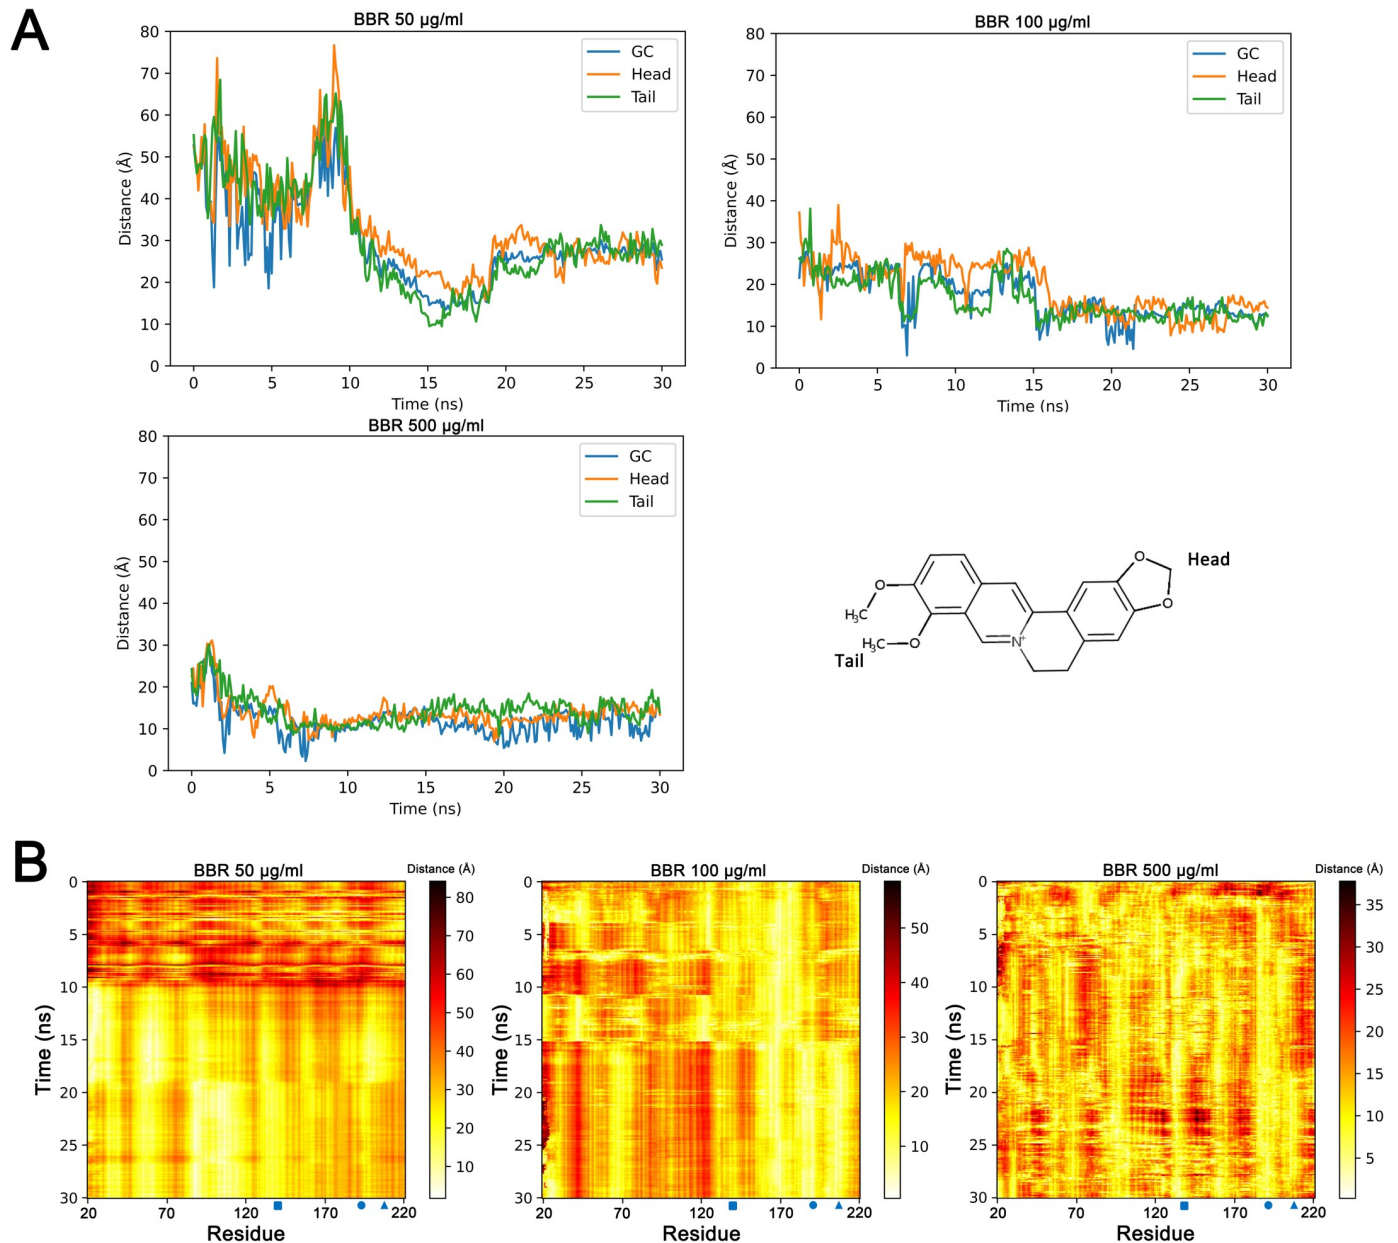 A
BBR 50 µg/ml
80
70
60
50
40
30
20
10
0
Distance (Å)
GC
Head
Tail
0 5 10 15 20 25 30
Time (ns)
BBR 100 µg/ml
80
70
60
50
40
30
20
10
0
Distance (Å)
GC
Head
Tail
0 5 10 15 20 25 30
Time (ns)
BBR 500 µg/ml
80
70
60
50
40
30
20
10
0
Distance (Å)
GC
Head
Tail
0 5 10 15 20 25 30
Time (ns)
O
Head
O
O
H₃C
H₃C
O
N⁺
Tail
B
BBR 50 µg/ml
Distance (Å)
0
5
10
15
20
25
30
Time (ns)
20 70 120 170 220
Residue
80
70
60
50
40
30
20
10
BBR 100 µg/ml
Distance (Å)
0
5
10
15
20
25
30
Time (ns)
20 70 120 170 220
Residue
50
40
30
20
10
BBR 500 µg/ml
Distance (Å)
0
5
10
15
20
25
30
Time (ns)
20 70 120 170 220
Residue
35
30
25
20
15
10
5